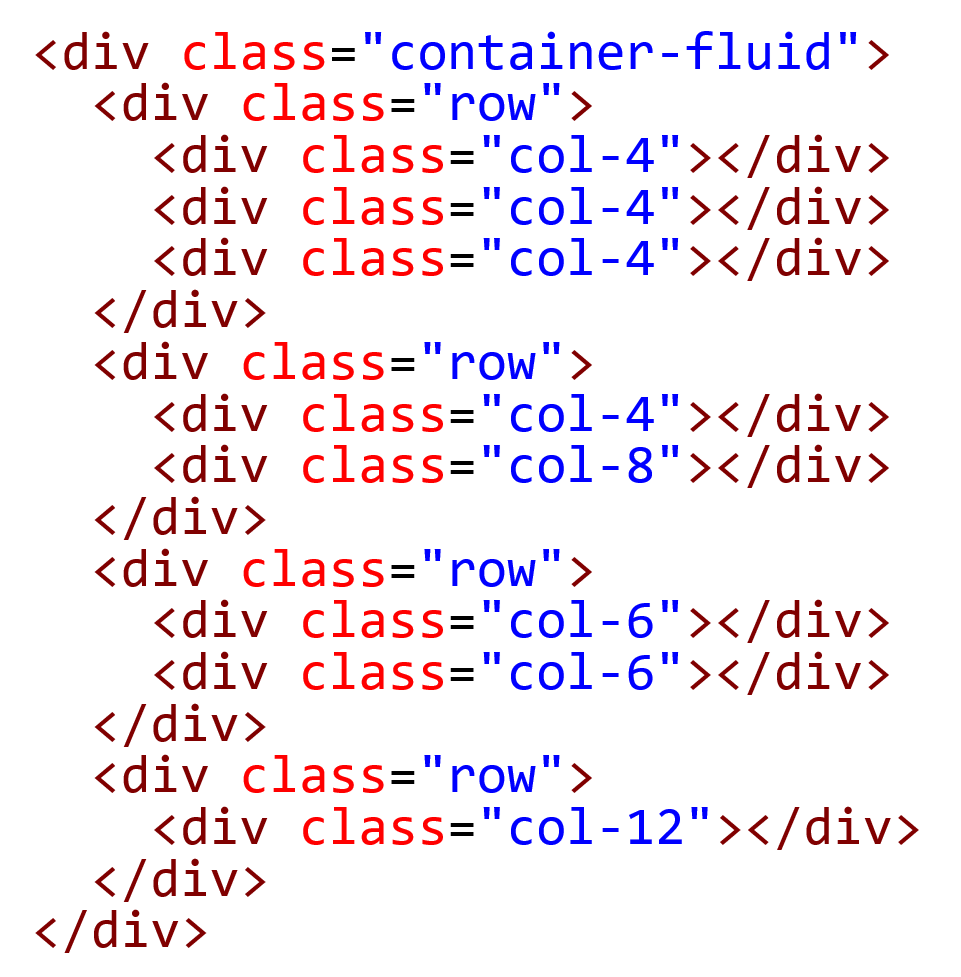 <div class="container-fluid">
  <div class="row">
    <div class="col-4"></div>
    <div class="col-4"></div>
    <div class="col-4"></div>
  </div>
  <div class="row">
    <div class="col-4"></div>
    <div class="col-8"></div>
  </div>
  <div class="row">
    <div class="col-6"></div>
    <div class="col-6"></div>
  </div>
  <div class="row">
    <div class="col-12"></div>
  </div>
</div>